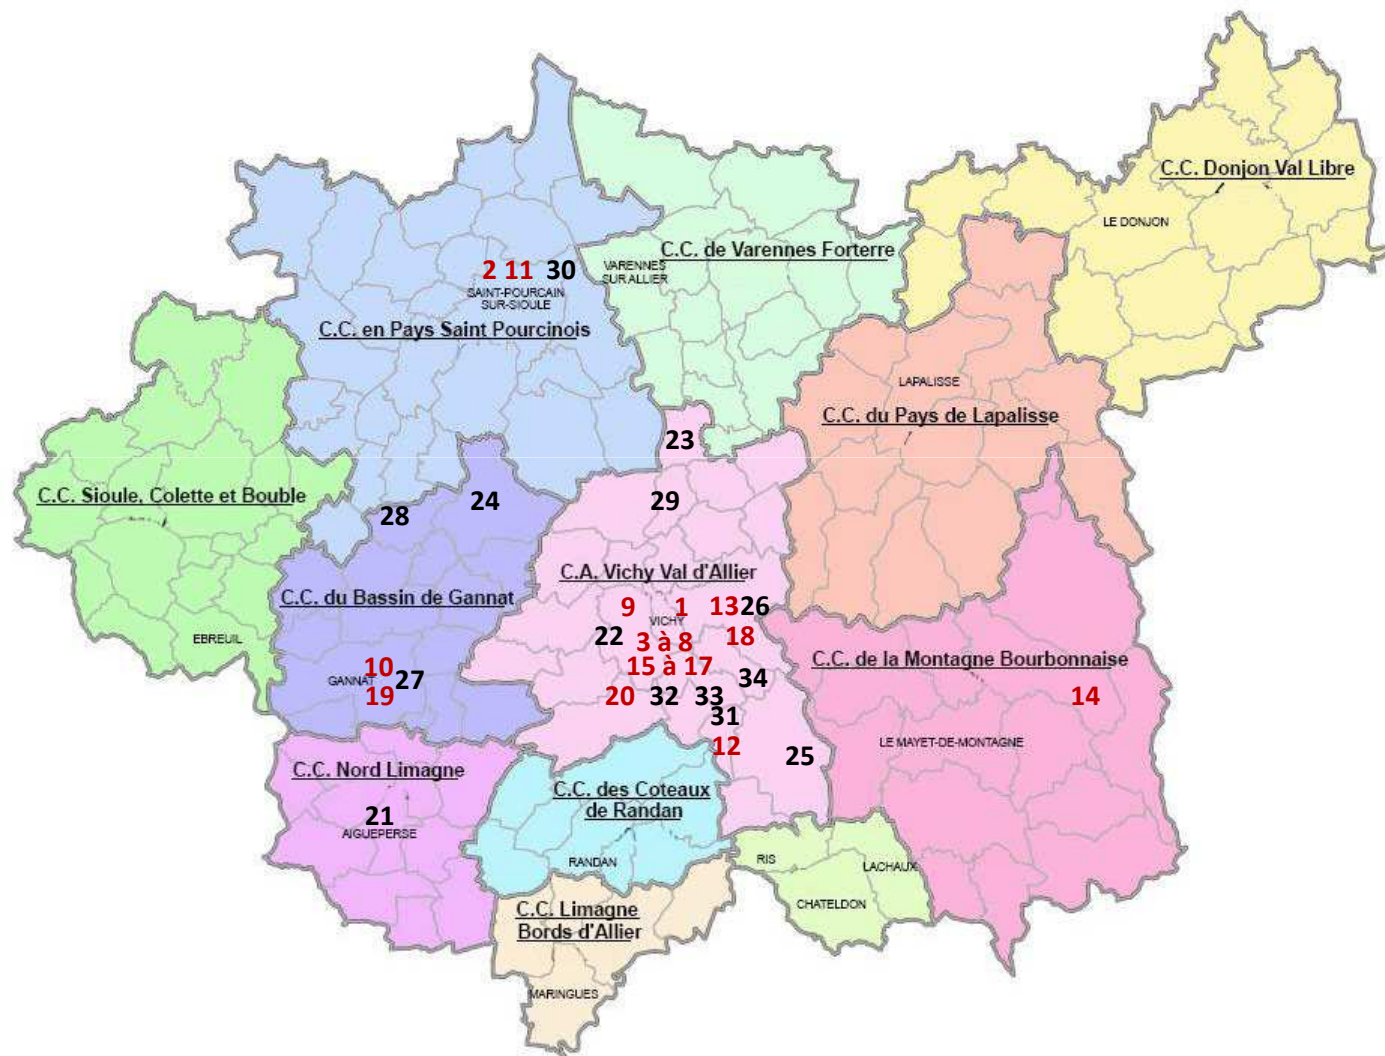 C.C. Donjon Val Libre
LE DONJON
C.C. de Varennes Forterre
VARENNES
SUR ALLIER
2 11 30
SAINT-POURCAIN
SUR-SIOULE
C.C. en Pays Saint Pourcinois
LAPALISSE
C.C. du Pays de Lapalisse
23
C.C. Sioule, Colette et Bouble
24
29
28
C.A. Vichy Val d'Allier
C.C. du Bassin de Gannat
9 1 13 26
VICHY
22 3 à 8 18
EBREUIL
15 à 17
C.C. de la Montagne Bourbonnaise
10
GANNAT 27
19
34
20 32 33
14
31
12
LE MAYET-DE-MONTAGNE
25
C.C. Nord Limagne
C.C. des Coteaux
de Randan
21
AIGUEPERSE
RANDAN
RIS
LACHAUX
CHATELDON
C.C. Limagne
Bords d'Allier
MARINGUES